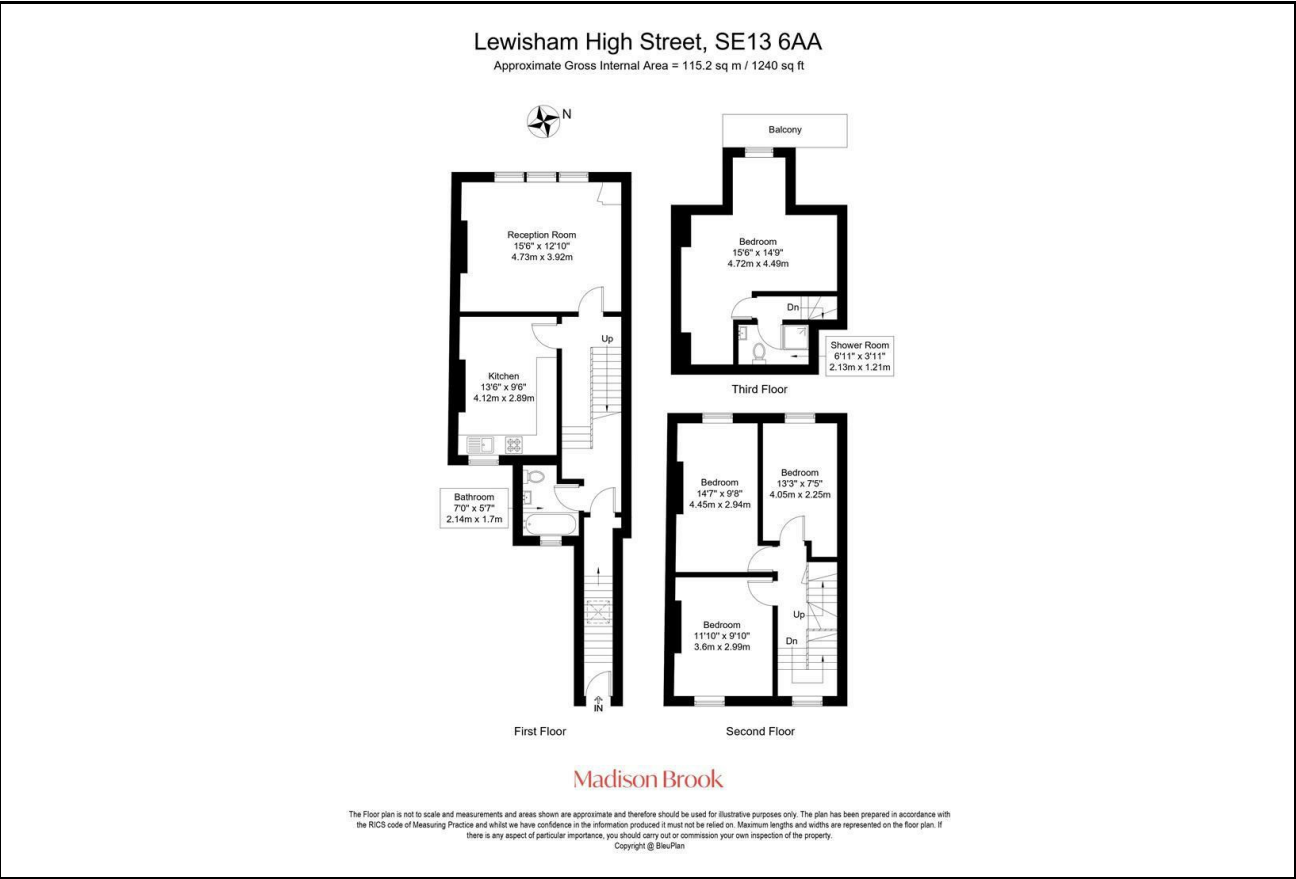 Lewisham High Street, SE13 6AA
Approximate Gross Internal Area = 115.2 sq m / 1240 sq ft
N
Reception Room
15'6" x 12'10"
4.73m x 3.92m
Up
Kitchen
13'6" x 9'6"
4.12m x 2.89m
Bathroom
7'0" x 5'7"
2.14m x 1.7m
IN
First Floor
Balcony
Bedroom
15'6" x 14'9"
4.72m x 4.49m
Dn
Shower Room
6'11" x 3'11"
2.13m x 1.21m
Third Floor
Bedroom
14'7" x 9'8"
4.45m x 2.94m
Bedroom
13'3" x 7'5"
4.05m x 2.25m
Up
Dn
Bedroom
11'10" x 9'10"
3.6m x 2.99m
Second Floor
Madison Brook
The Floor plan is not to scale and measurements and areas shown are approximate and therefore should be used for illustrative purposes only. The plan has been prepared in accordance with
the RICS code of Measuring Practice and whilst we have confidence in the information produced it must not be relied on. Maximum lengths and widths are represented on the floor plan. If
there is any aspect of particular importance, you should carry out or commission your own inspection of the property.
Copyright @ BleuPlan